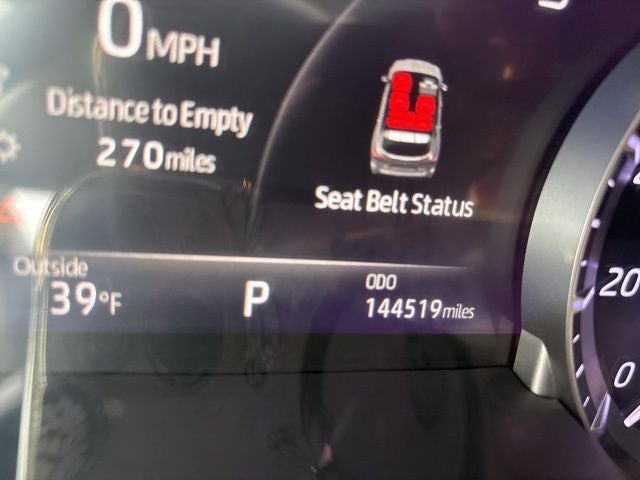 0 MPH
Distance to Empty
270 miles
Seat Belt Status
Outside
39°F
P
ODO
144519 miles
20
0